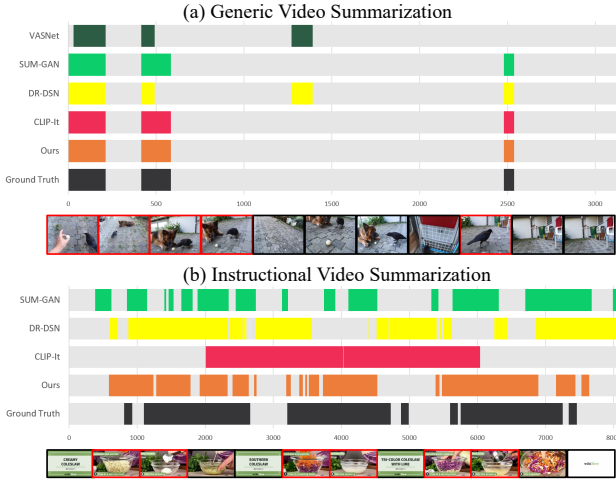 (a) Generic Video Summarization
VASNet
SUM-GAN
DR-DSN
CLIP-It
Ours
Ground Truth
0 500 1000 1500 2000 2500 3000
(b) Instructional Video Summarization
SUM-GAN
DR-DSN
CLIP-It
Ours
Ground Truth
0 1000 2000 3000 4000 5000 6000 7000 800
CREAMY
COLESLAW
SOUTHERN
COLESLAW
TRI-COLOR COLESLAW
WITH LIME